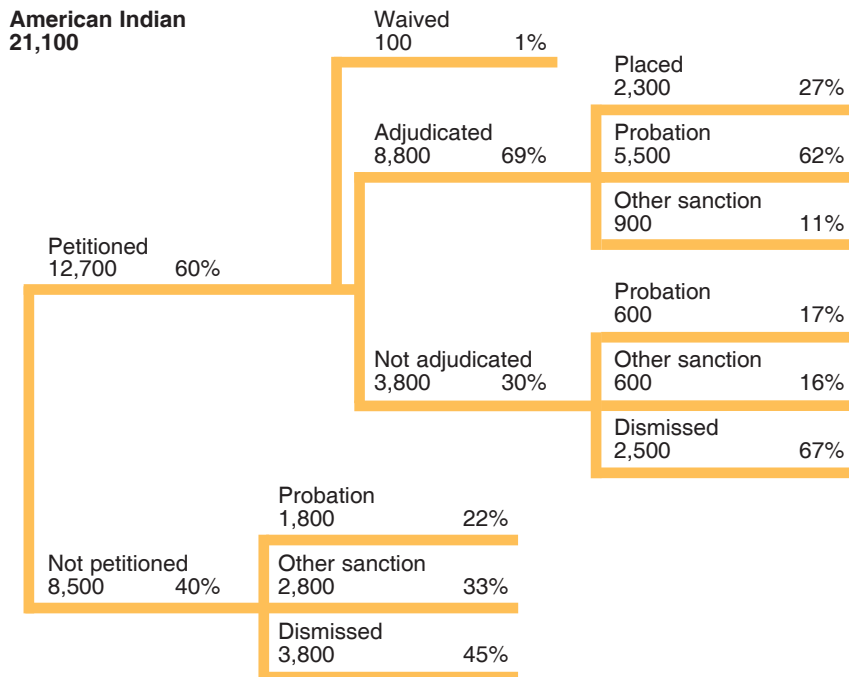 American Indian
21,100
Waived
100 1%
Placed
2,300 27%
Adjudicated
8,800 69%
Probation
5,500 62%
Other sanction
900 11%
Petitioned
12,700 60%
Probation
600 17%
Not adjudicated
3,800 30%
Other sanction
600 16%
Dismissed
2,500 67%
Probation
1,800 22%
Not petitioned
8,500 40%
Other sanction
2,800 33%
Dismissed
3,800 45%